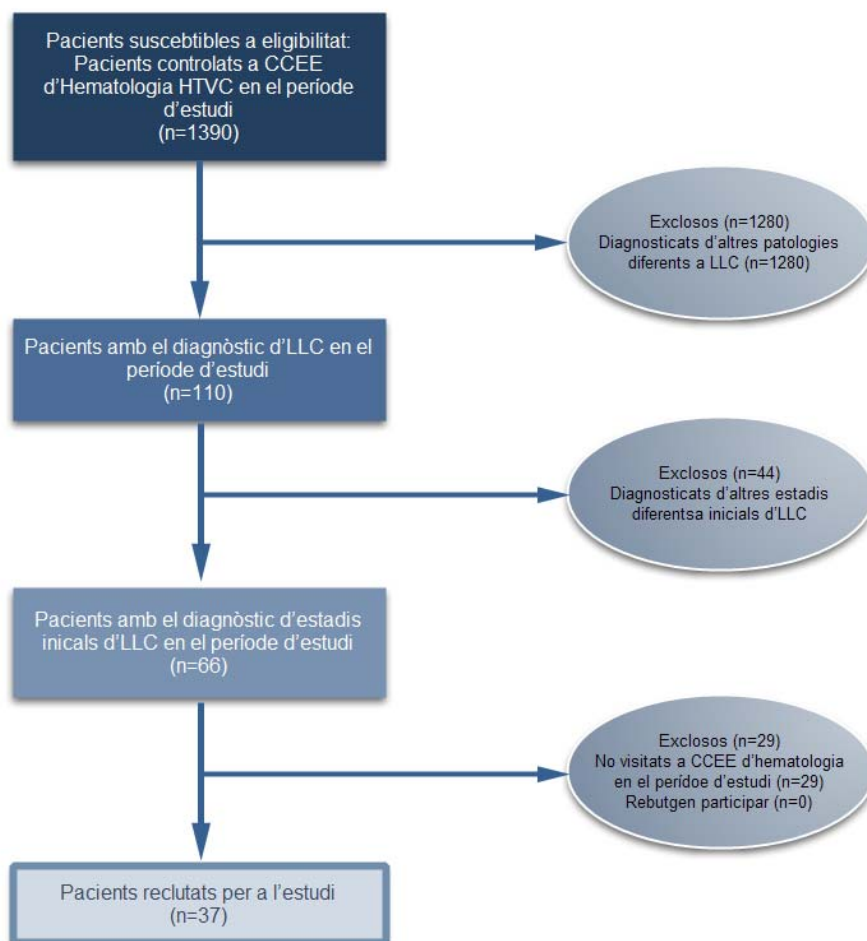 Pacients suscebtibles a eligibilitat:
Pacients controlats a CCEE
d'Hematologia HTVC en el període
d'estudi
(n=1390)
Exclosos (n=1280)
Diagnosticats d'altres patologies
diferents a LLC (n=1280)
Pacients amb el diagnòstic d'LLC en el
període d'estudi
(n=110)
Exclosos (n=44)
Diagnosticats d'altres estadis
diferentsa inicials d'LLC
Pacients amb el diagnòstic d'estadis
inicals d'LLC en el període d'estudi
(n=66)
Exclosos (n=29)
No visitats a CCEE d'hematologia
en el perídoe d'estudi (n=29)
Rebutgen participar (n=0)
Pacients reclutats per a l'estudi
(n=37)